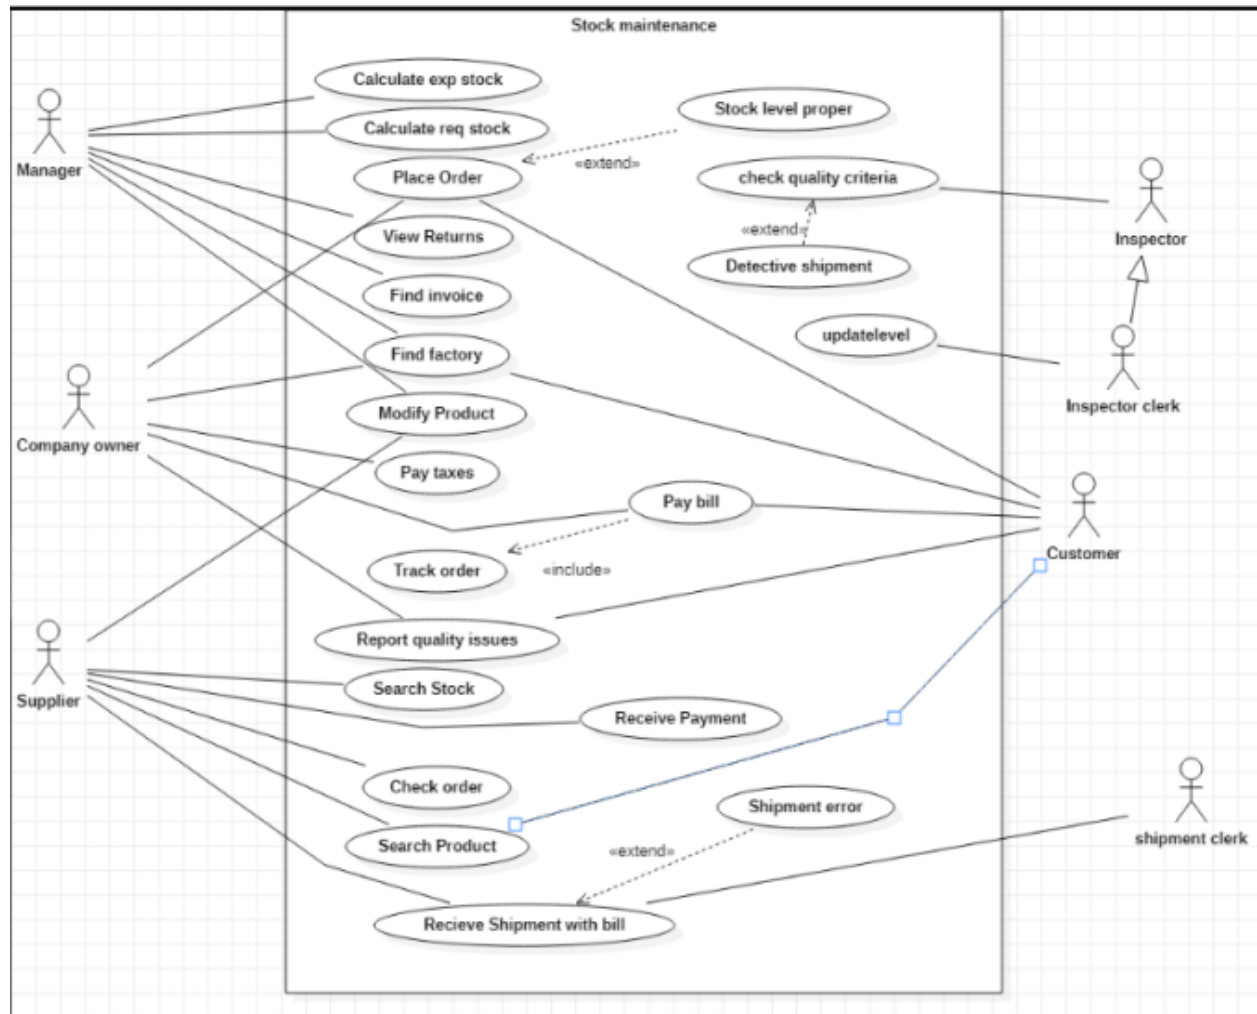 Stock maintenance
Calculate exp stock
Manager
Stock level proper
Calculate req stock
«extend»
Place Order
check quality criteria
View Returns
«extend»
Inspector
Detective shipment
Find invoice
updatelevel
Find factory
Inspector clerk
Modify Product
Company owner
Pay taxes
Pay bill
Customer
Track order
«include»
Report quality issues
Search Stock
Supplier
Receive Payment
Check order
Shipment error
shipment clerk
Search Product
«extend»
Recieve Shipment with bill